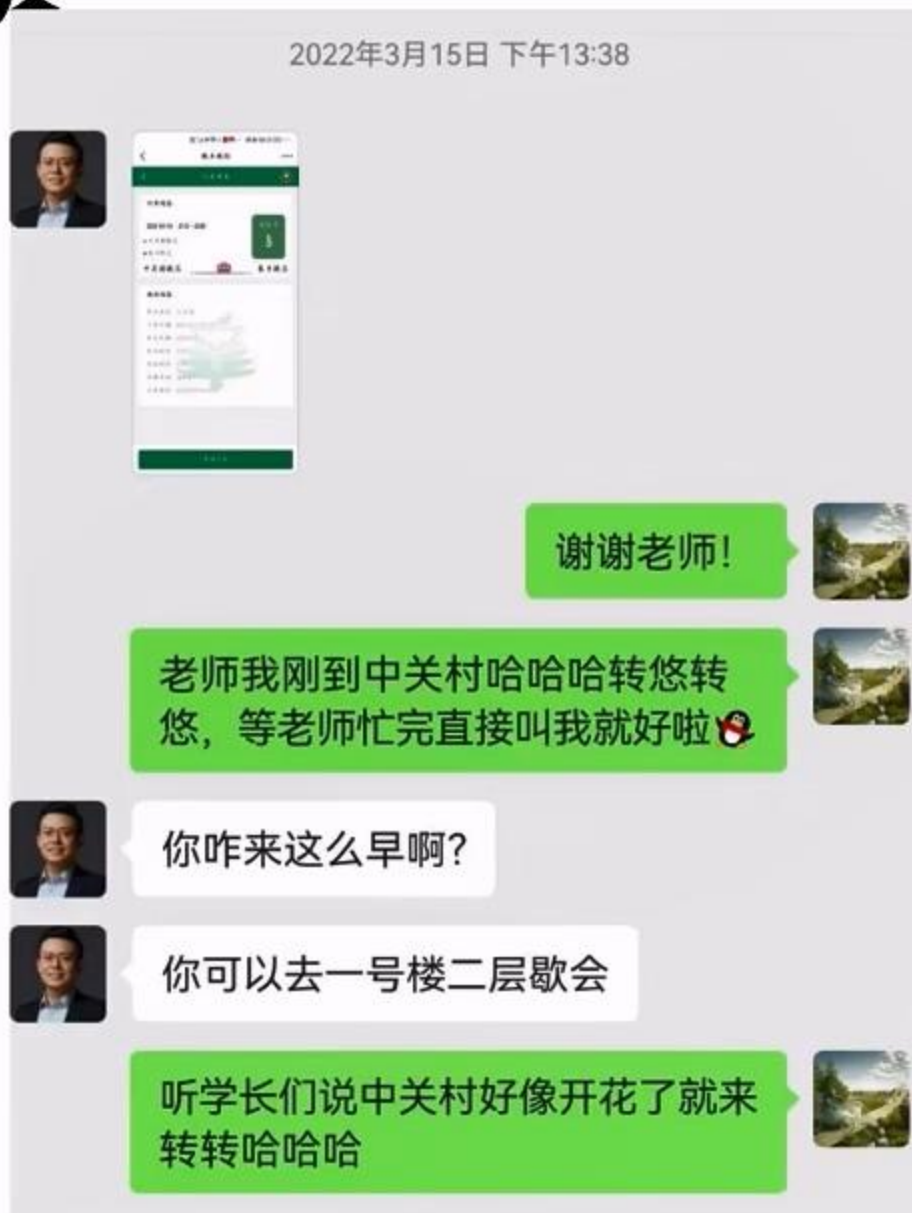 2022年3月15日 下午13:38
谢谢老师!
老师我刚到中关村哈哈哈转悠转
悠，等老师忙完直接叫我就好啦🐧
你咋来这么早啊?
你可以去一号楼二层歇会
听学长们说中关村好像开花了就来
转转哈哈哈